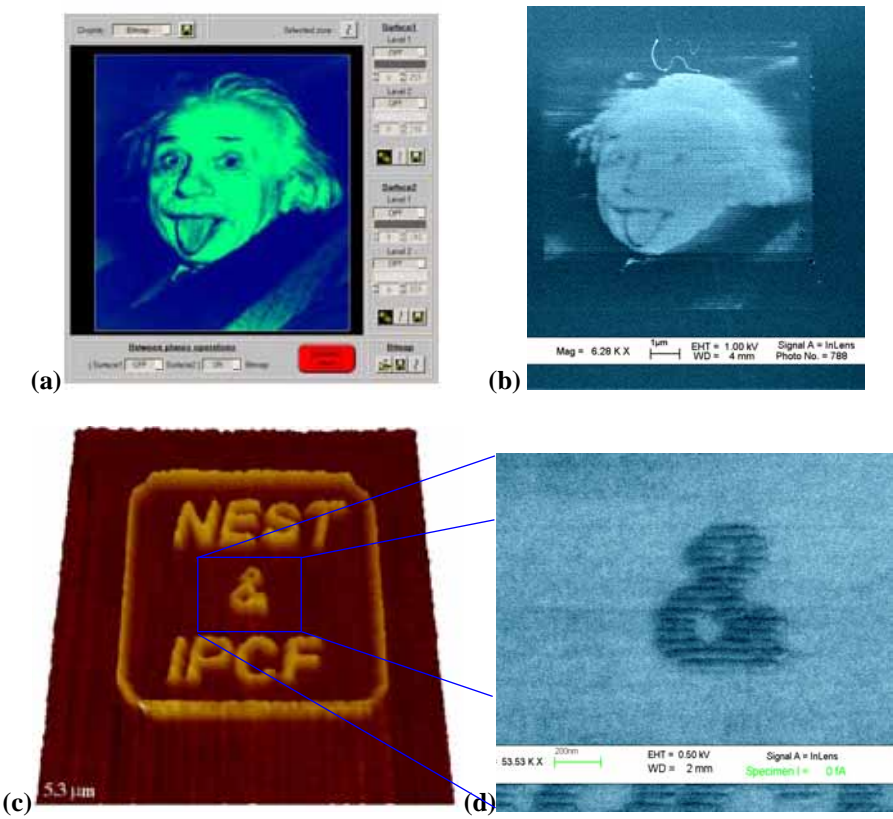 Display Bitmap Selected zone
Surface1
Level 1
OFF
Level 2
OFF
Surface2
Level 1
OFF
Level 2
OFF
Between planes operations
( Surface1 OFF Surface2 ) ON Bitmap
Bitmap
(a)
Mag = 6.28 K X 1µm EHT = 1.00 kV Signal A = InLens
WD = 4 mm Photo No. = 788
(b)
NEST
&
IPCF
5.3 µm
(c)
&
53.53 K X 200nm EHT = 0.50 kV Signal A = InLens
WD = 2 mm Specimen I = 0 fA
(d)